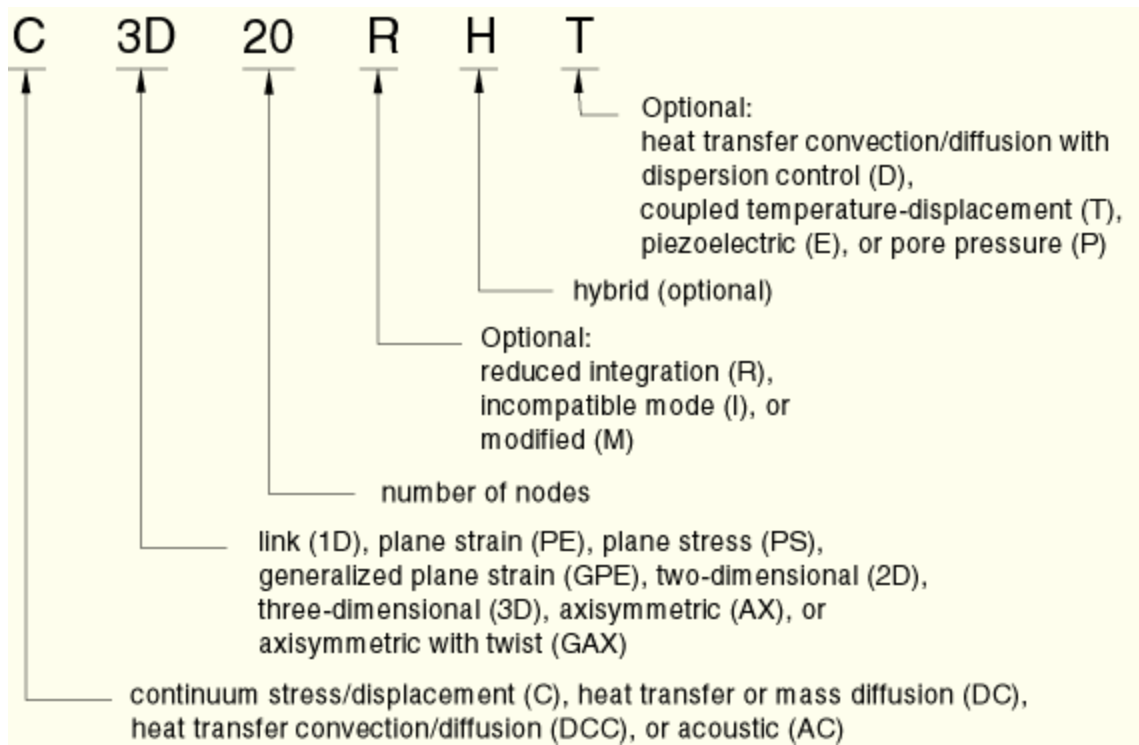 C 3D 20 R H T
Optional:
heat transfer convection/diffusion with
dispersion control (D),
coupled temperature-displacement (T),
piezoelectric (E), or pore pressure (P)
hybrid (optional)
Optional:
reduced integration (R),
incompatible mode (I), or
modified (M)
number of nodes
link (1D), plane strain (PE), plane stress (PS),
generalized plane strain (GPE), two-dimensional (2D),
three-dimensional (3D), axisymmetric (AX), or
axisymmetric with twist (GAX)
continuum stress/displacement (C), heat transfer or mass diffusion (DC),
heat transfer convection/diffusion (DCC), or acoustic (AC)